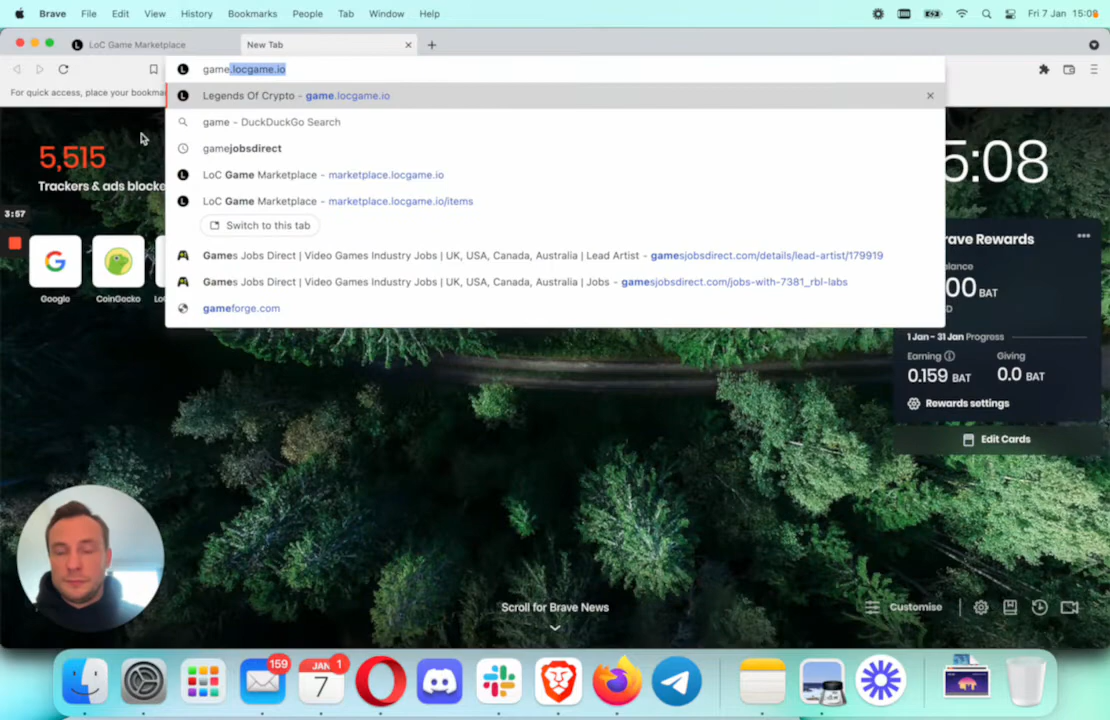 Brave File Edit View History Bookmarks People Tab Window Help Fri 7 Jan 15:08
LoC Game Marketplace New Tab
game.locgame.io
For quick access, place your bookma
Legends Of Crypto - game.locgame.io
game - DuckDuckGo Search
gamejobsdirect
LoC Game Marketplace - marketplace.locgame.io
LoC Game Marketplace - marketplace.locgame.io/items
Switch to this tab
Games Jobs Direct | Video Games Industry Jobs | UK, USA, Canada, Australia | Lead Artist - gamesjobsdirect.com/details/lead-artist/179919
Games Jobs Direct | Video Games Industry Jobs | UK, USA, Canada, Australia | Jobs - gamesjobsdirect.com/jobs-with-7381_rbl-labs
gameforge.com
5,515
Trackers & ads blocke
3:57
Google CoinGecko Lo
5:08
rave Rewards
alance
00 BAT
D
1 Jan - 31 Jan Progress
Earning Giving
0.159 BAT 0.0 BAT
Rewards settings
Edit Cards
Scroll for Brave News
Customise
159
JAN 1
7